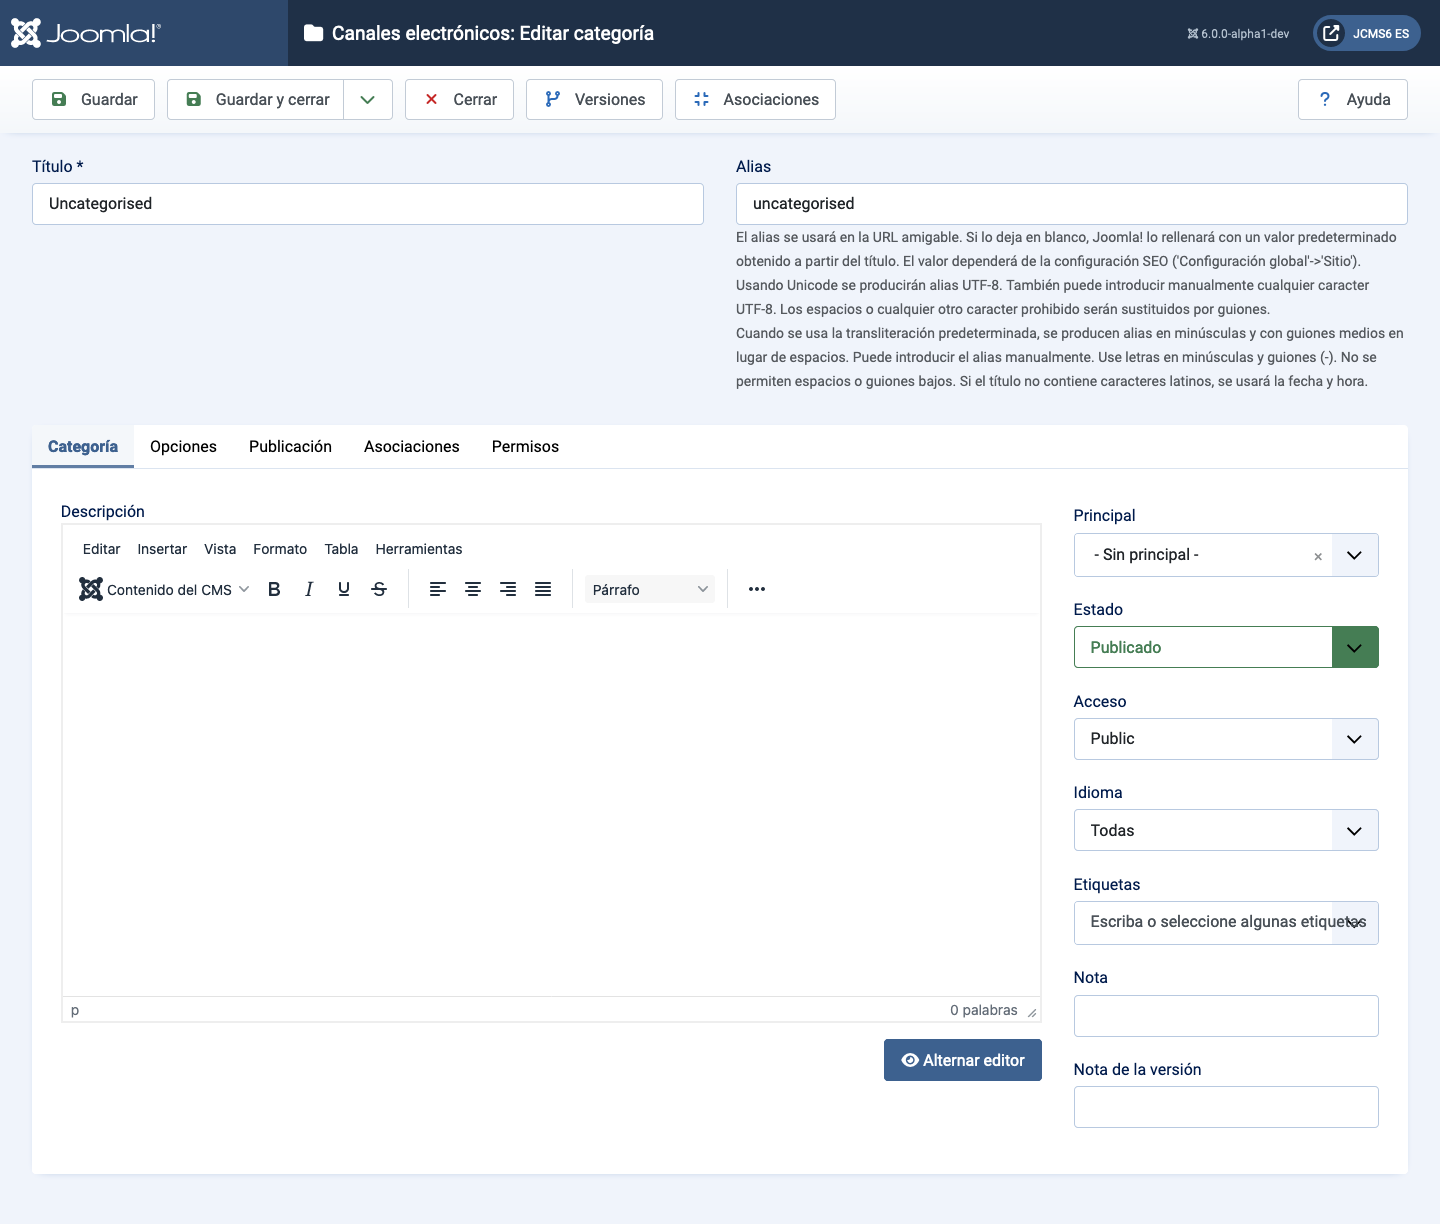 Joomla!®
Canales electrónicos: Editar categoría
6.0.0-alpha1-dev
JCMS6 ES
Guardar
Guardar y cerrar
Cerrar
Versiones
Asociaciones
? Ayuda
Título *
Uncategorised
Alias
uncategorised
El alias se usará en la URL amigable. Si lo deja en blanco, Joomla! lo rellenará con un valor predeterminado
obtenido a partir del título. El valor dependerá de la configuración SEO ('Configuración global'->'Sitio').
Usando Unicode se producirán alias UTF-8. También puede introducir manualmente cualquier caracter
UTF-8. Los espacios o cualquier otro caracter prohibido serán sustituidos por guiones.
Cuando se usa la transliteración predeterminada, se producen alias en minúsculas y con guiones medios en
lugar de espacios. Puede introducir el alias manualmente. Use letras en minúsculas y guiones (-). No se
permiten espacios o guiones bajos. Si el título no contiene caracteres latinos, se usará la fecha y hora.
Categoría
Opciones
Publicación
Asociaciones
Permisos
Descripción
Editar
Insertar
Vista
Formato
Tabla
Herramientas
Contenido del CMS
B
I
U
S
Párrafo
p
0 palabras
Alternar editor
Principal
- Sin principal -
Estado
Publicado
Acceso
Public
Idioma
Todas
Etiquetas
Escriba o seleccione algunas etiquetas
Nota
Nota de la versión